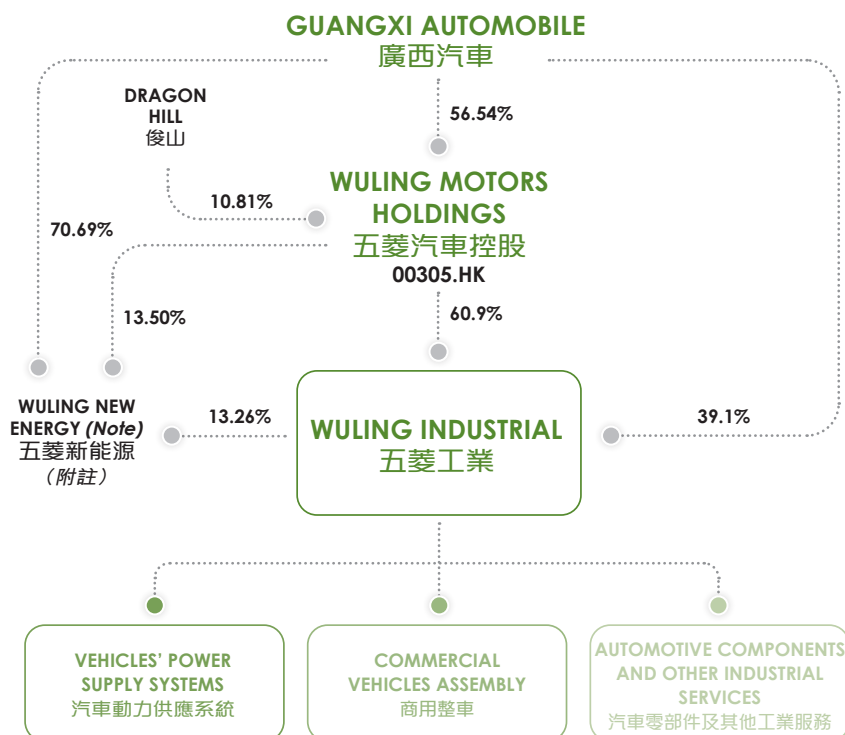 GUANGXI AUTOMOBILE
廣西汽車
DRAGON
HILL
俊山
56.54%
WULING MOTORS
HOLDINGS
五菱汽車控股
00305.HK
10.81%
70.69%
13.50%
60.9%
WULING NEW
ENERGY (Note)
五菱新能源
（附註）
13.26%
WULING INDUSTRIAL
五菱工業
39.1%
VEHICLES’ POWER
SUPPLY SYSTEMS
汽車動力供應系統
COMMERCIAL
VEHICLES ASSEMBLY
商用整車
AUTOMOTIVE COMPONENTS
AND OTHER INDUSTRIAL
SERVICES
汽車零部件及其他工業服務